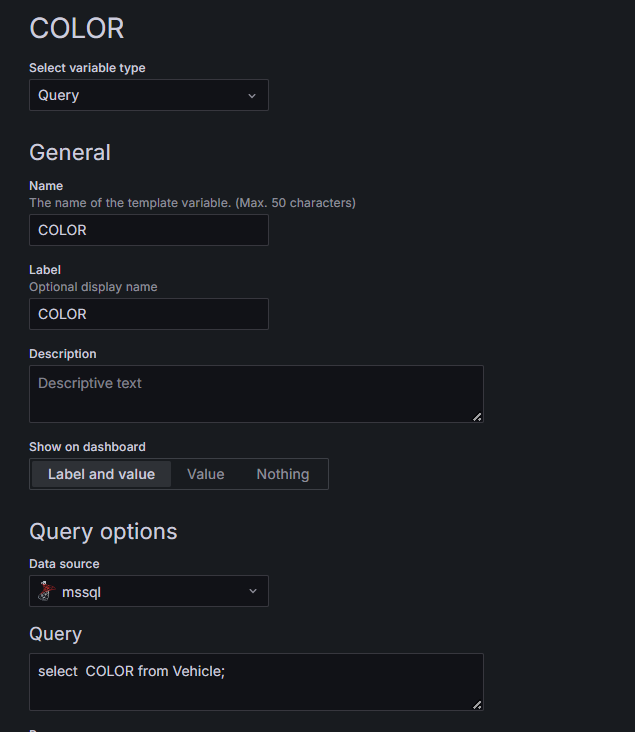 COLOR
Select variable type
Query
General
Name
The name of the template variable. (Max. 50 characters)
COLOR
Label
Optional display name
COLOR
Description
Descriptive text
Show on dashboard
Label and value Value Nothing
Query options
Data source
mssql
Query
select  COLOR from Vehicle;